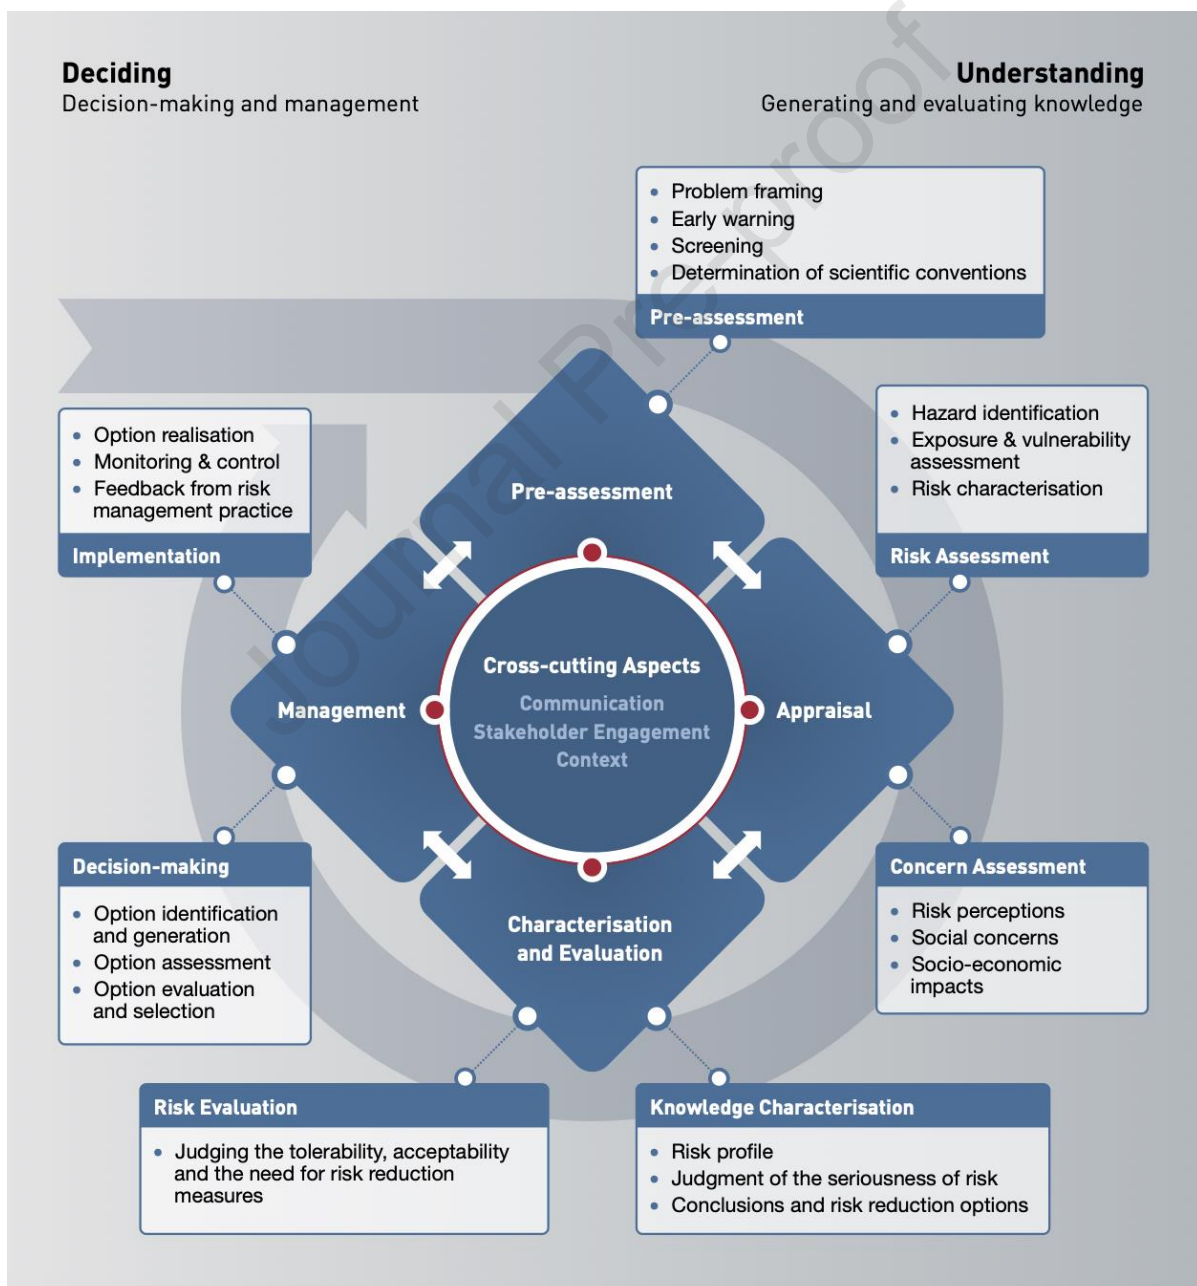 Deciding
Decision-making and management
Understanding
Generating and evaluating knowledge
• Problem framing
• Early warning
• Screening
• Determination of scientific conventions
Pre-assessment
• Option realisation
• Monitoring & control
• Feedback from risk
management practice
Implementation
• Hazard identification
• Exposure & vulnerability
assessment
• Risk characterisation
Risk Assessment
Pre-assessment
Cross-cutting Aspects
Communication
Stakeholder Engagement
Context
Management
Appraisal
Characterisation
and Evaluation
Decision-making
• Option identification
and generation
• Option assessment
• Option evaluation
and selection
Concern Assessment
• Risk perceptions
• Social concerns
• Socio-economic
impacts
Risk Evaluation
• Judging the tolerability, acceptability
and the need for risk reduction
measures
Knowledge Characterisation
• Risk profile
• Judgment of the seriousness of risk
• Conclusions and risk reduction options
Journal Pre-proof